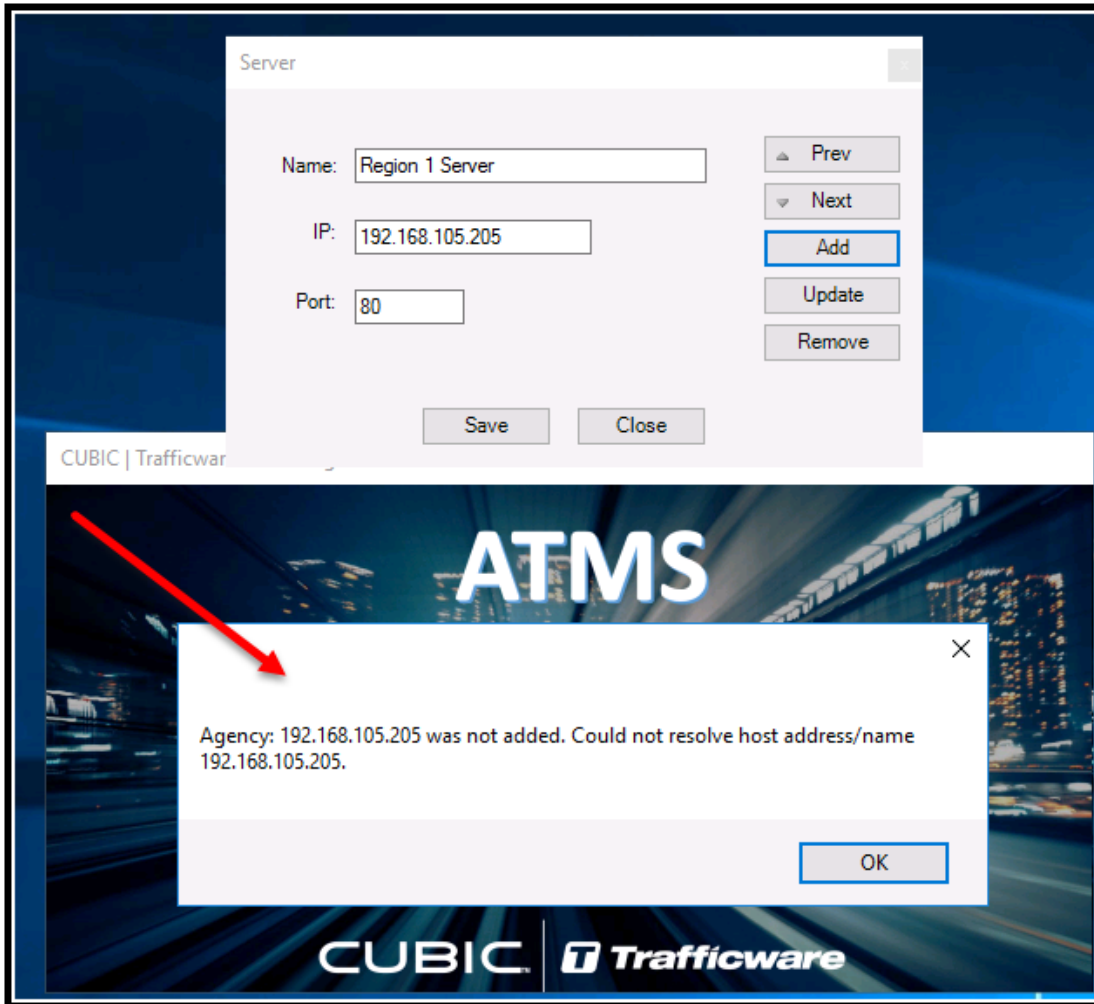 Server
Name:
Region 1 Server
Prev
Next
IP:
192.168.105.205
Add
Port:
80
Update
Remove
Save
Close
CUBIC | Trafficwar
ATMS
Agency: 192.168.105.205 was not added. Could not resolve host address/name
192.168.105.205.
OK
CUBIC™
Trafficware